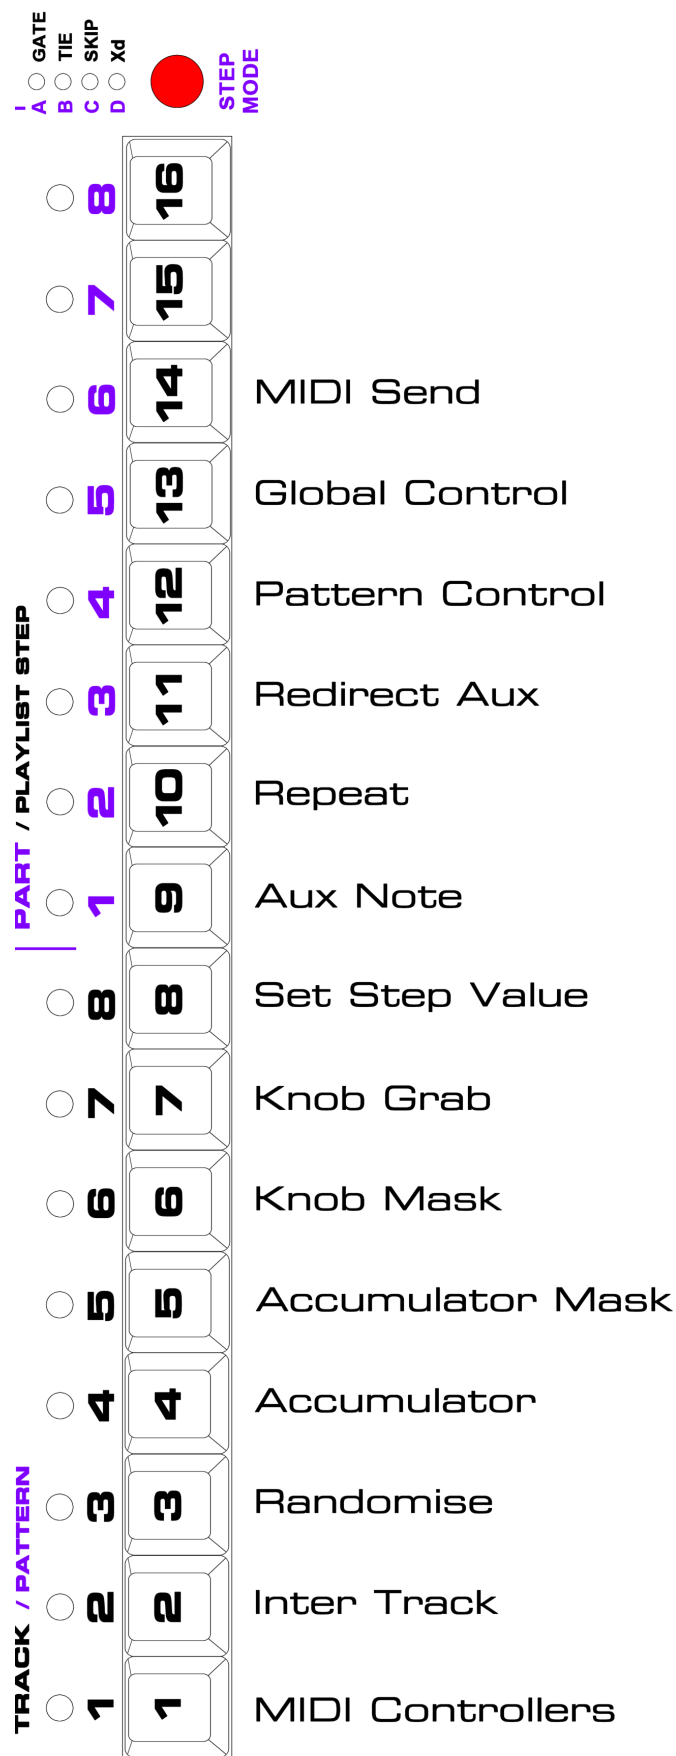 GATE
TIE
SKIP
Xd
I
A
B
C
D
STEP
MODE
8
16
7
15
6
14
MIDI Send
5
13
Global Control
4
12
Pattern Control
3
11
Redirect Aux
2
10
Repeat
1
9
Aux Note
PART / PLAYLIST STEP
8
8
Set Step Value
7
7
Knob Grab
6
6
Knob Mask
5
5
Accumulator Mask
4
4
Accumulator
3
3
Randomise
2
2
Inter Track
1
1
MIDI Controllers
TRACK / PATTERN